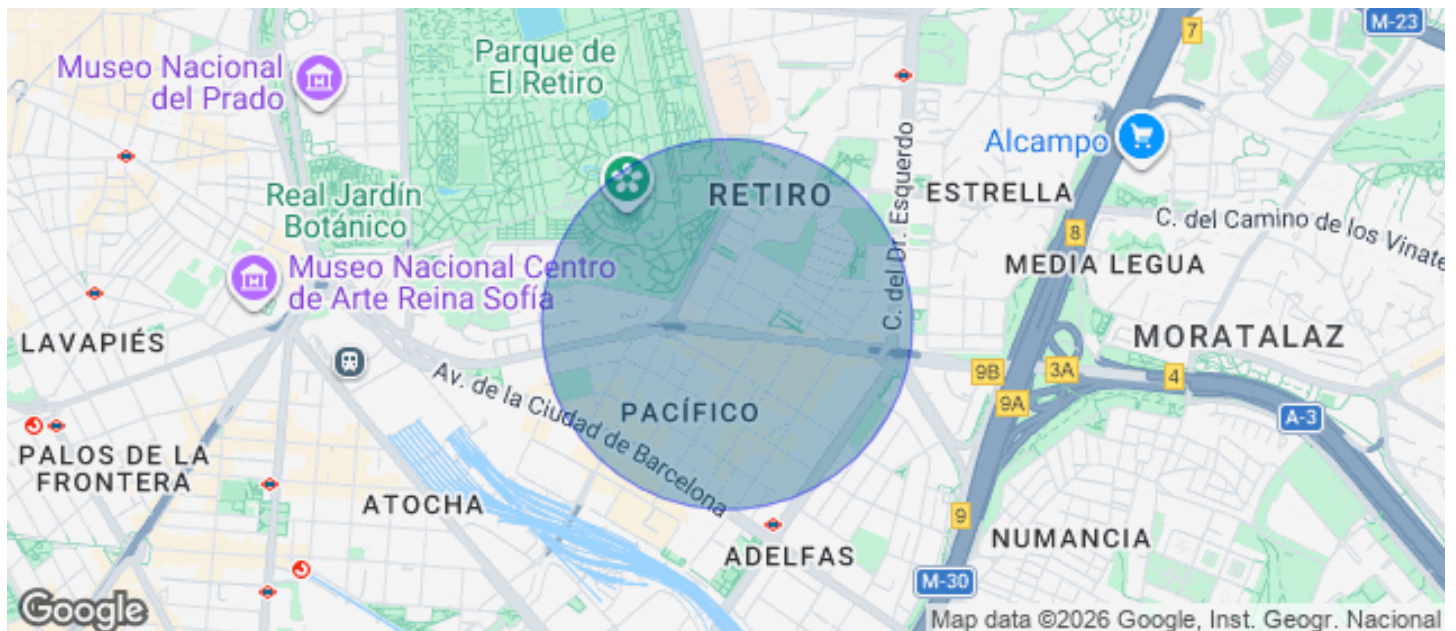 M-23
7
Parque de
El Retiro
Museo Nacional
del Prado
Alcampo
C. del Dr. Esquerdo
RETIRO
ESTRELLA
Real Jardín
Botánico
C. del Camino de los Vinate
8
Museo Nacional Centro
de Arte Reina Sofía
MEDIA LEGUA
LAVAPIÉS
MORATALAZ
9B
3A
4
9A
A-3
Av. de la Ciudad de Barcelona
PACÍFICO
PALOS DE LA
FRONTERA
ATOCHA
9
NUMANCIA
ADELFAS
M-30
Google
Map data ©2026 Google, Inst. Geogr. Nacional